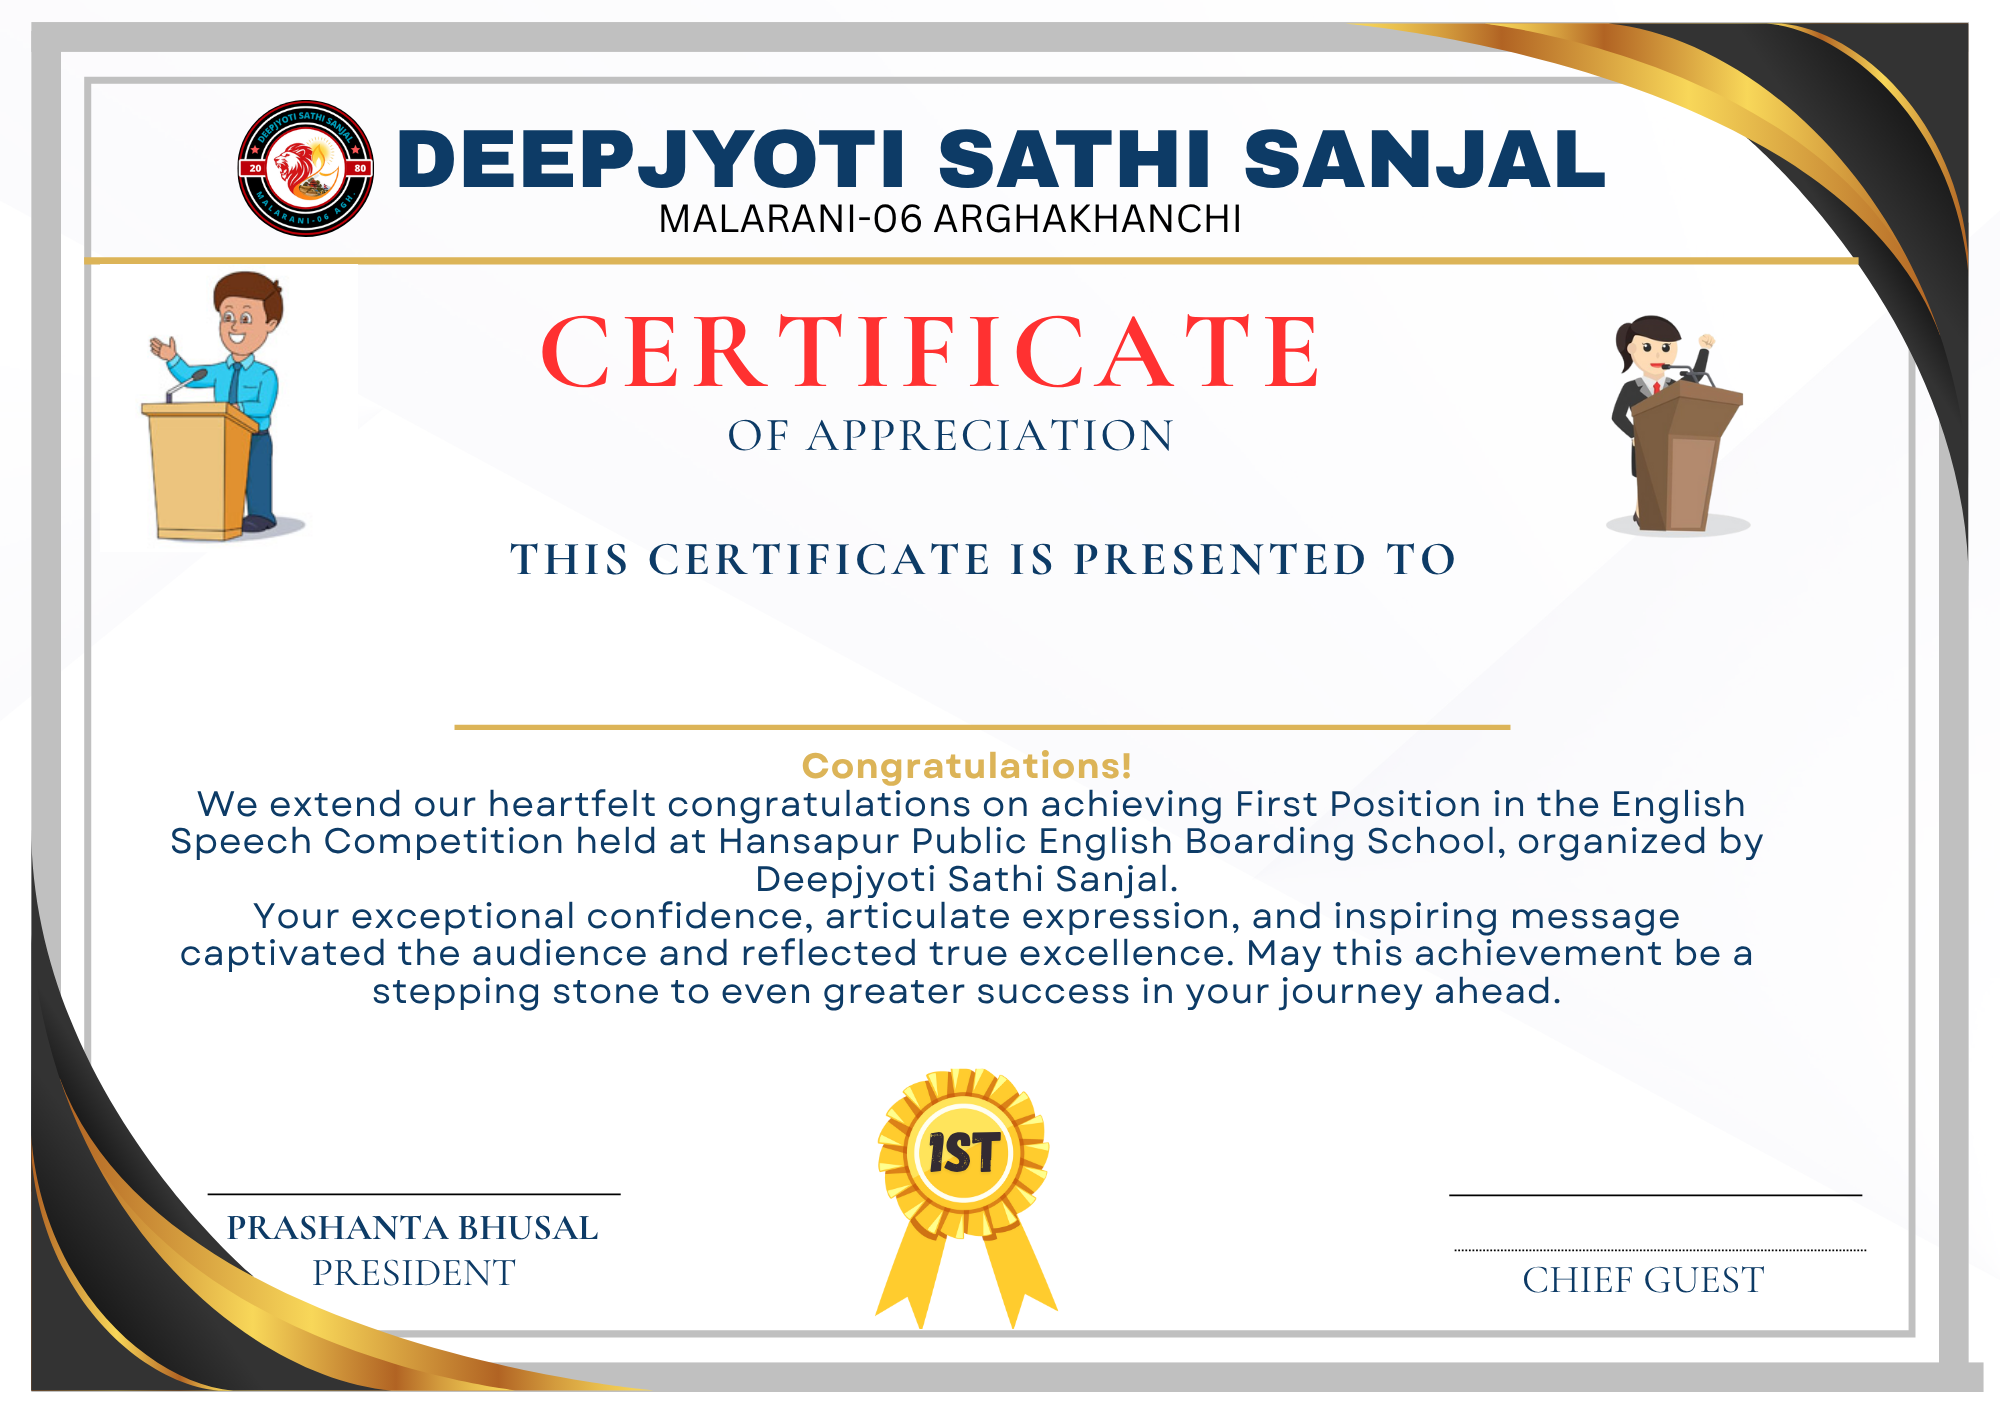 DEEPJYOTI SATHI SANJAL
20
80
MALARANI-06 AGH.
DEEPJYOTI SATHI SANJAL
MALARANI-06 ARGHAKHANCHI
CERTIFICATE
OF APPRECIATION
THIS CERTIFICATE IS PRESENTED TO
Congratulations!
We extend our heartfelt congratulations on achieving First Position in the English
Speech Competition held at Hansapur Public English Boarding School, organized by
Deepjyoti Sathi Sanjal.
Your exceptional confidence, articulate expression, and inspiring message
captivated the audience and reflected true excellence. May this achievement be a
stepping stone to even greater success in your journey ahead.
1ST
PRASHANTA BHUSAL
PRESIDENT
CHIEF GUEST